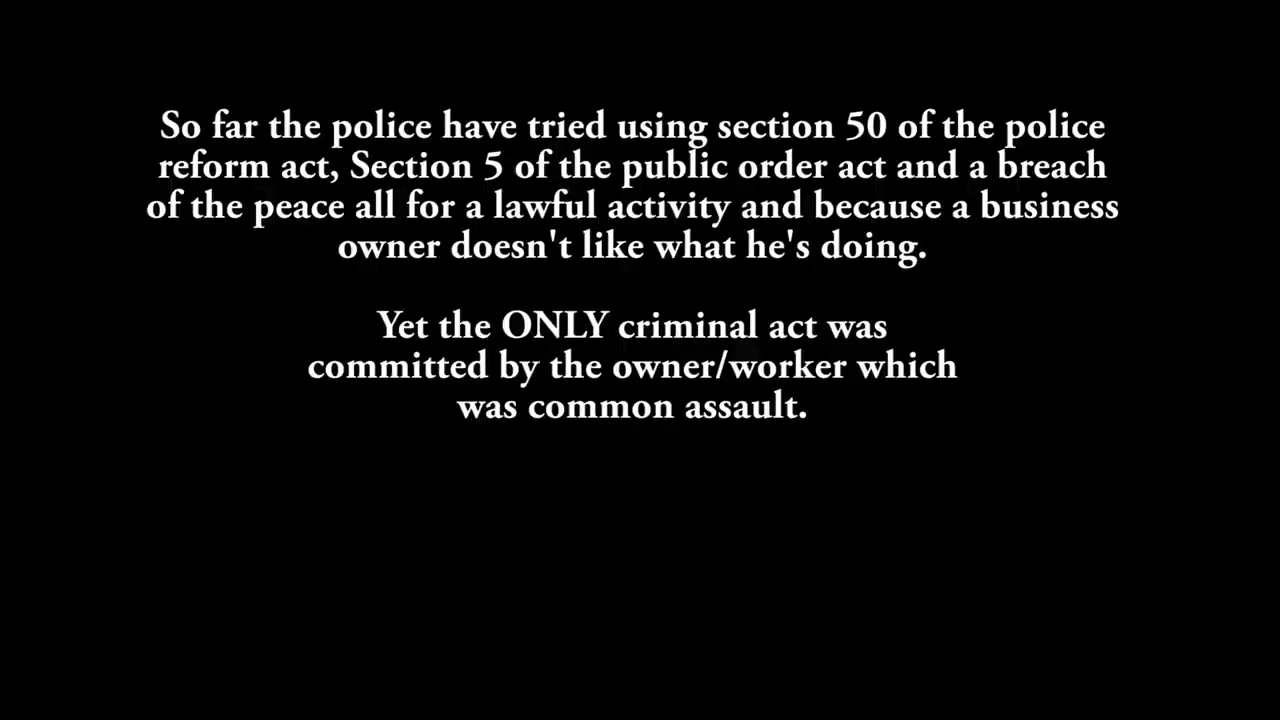 So far the police have tried using section 50 of the police
reform act, Section 5 of the public order act and a breach
of the peace all for a lawful activity and because a business
owner doesn't like what he's doing.
Yet the ONLY criminal act was
committed by the owner/worker which
was common assault.